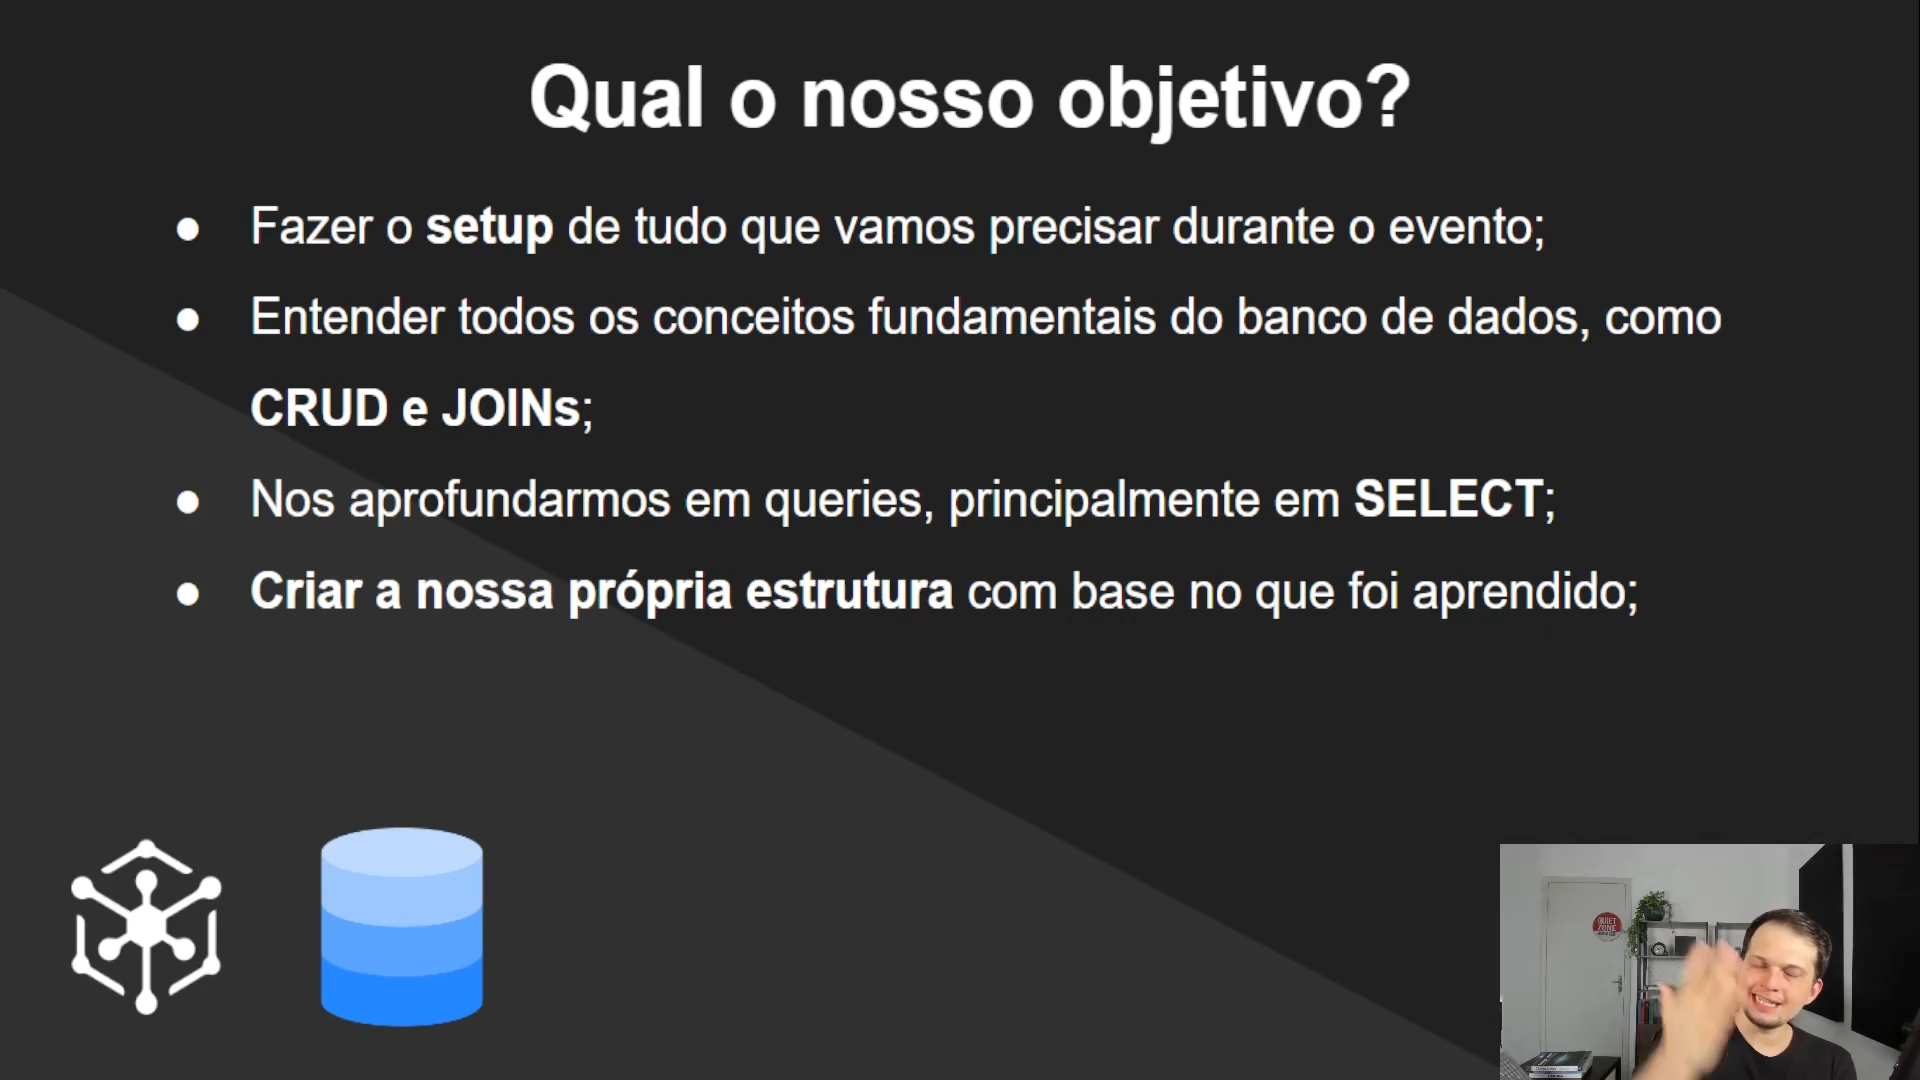 Qual o nosso objetivo?
● Fazer o setup de tudo que vamos precisar durante o evento;
● Entender todos os conceitos fundamentais do banco de dados, como
CRUD e JOINs;
● Nos aprofundarmos em queries, principalmente em SELECT;
● Criar a nossa própria estrutura com base no que foi aprendido;
QUIET
ZONE